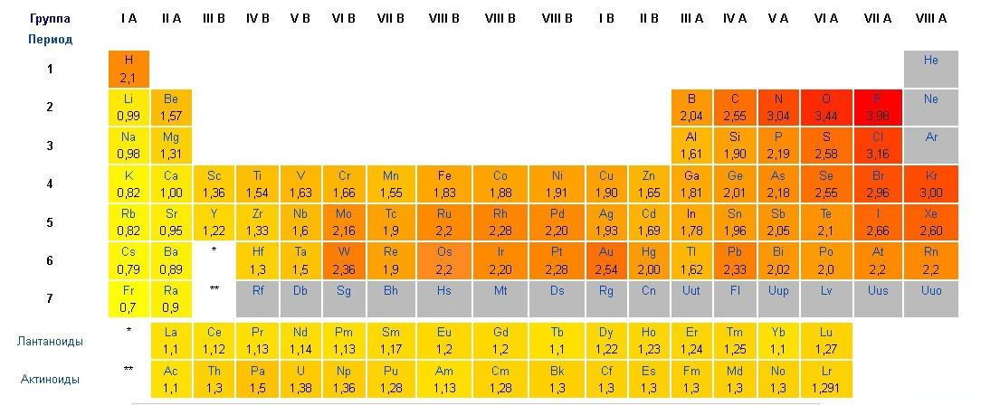 Группа I A II A III B IV B V B VI B VII B VIII B VIII B VIII B I B II B III A IV A V A VI A VII A VIII A
Период
1 H He
2,1
2 Li Be B C N O F Ne
0,99 1,57 2,04 2,55 3,04 3,44 3,98
3 Na Mg Al Si P S Cl Ar
0,98 1,31 1,61 1,90 2,19 2,58 3,16
4 K Ca Sc Ti V Cr Mn Fe Co Ni Cu Zn Ga Ge As Se Br Kr
0,82 1,00 1,36 1,54 1,63 1,66 1,55 1,83 1,88 1,91 1,90 1,65 1,81 2,01 2,18 2,55 2,96 3,00
5 Rb Sr Y Zr Nb Mo Tc Ru Rh Pd Ag Cd In Sn Sb Te I Xe
0,82 0,95 1,22 1,33 1,6 2,16 1,9 2,2 2,28 2,20 1,93 1,69 1,78 1,96 2,05 2,1 2,66 2,60
6 Cs Ba * Hf Ta W Re Os Ir Pt Au Hg Tl Pb Bi Po At Rn
0,79 0,89 1,3 1,5 2,36 1,9 2,2 2,20 2,28 2,54 2,00 1,62 2,33 2,02 2,0 2,2 2,2
7 Fr Ra ** Rf Db Sg Bh Hs Mt Ds Rg Cn Uut Fl Uup Lv Uus Uuo
0,7 0,9
Лантаноиды * La Ce Pr Nd Pm Sm Eu Gd Tb Dy Ho Er Tm Yb Lu
1,1 1,12 1,13 1,14 1,13 1,17 1,2 1,2 1,1 1,22 1,23 1,24 1,25 1,1 1,27
Актиноиды ** Ac Th Pa U Np Pu Am Cm Bk Cf Es Fm Md No Lr
1,1 1,3 1,5 1,38 1,36 1,28 1,13 1,28 1,3 1,3 1,3 1,3 1,3 1,3 1,291